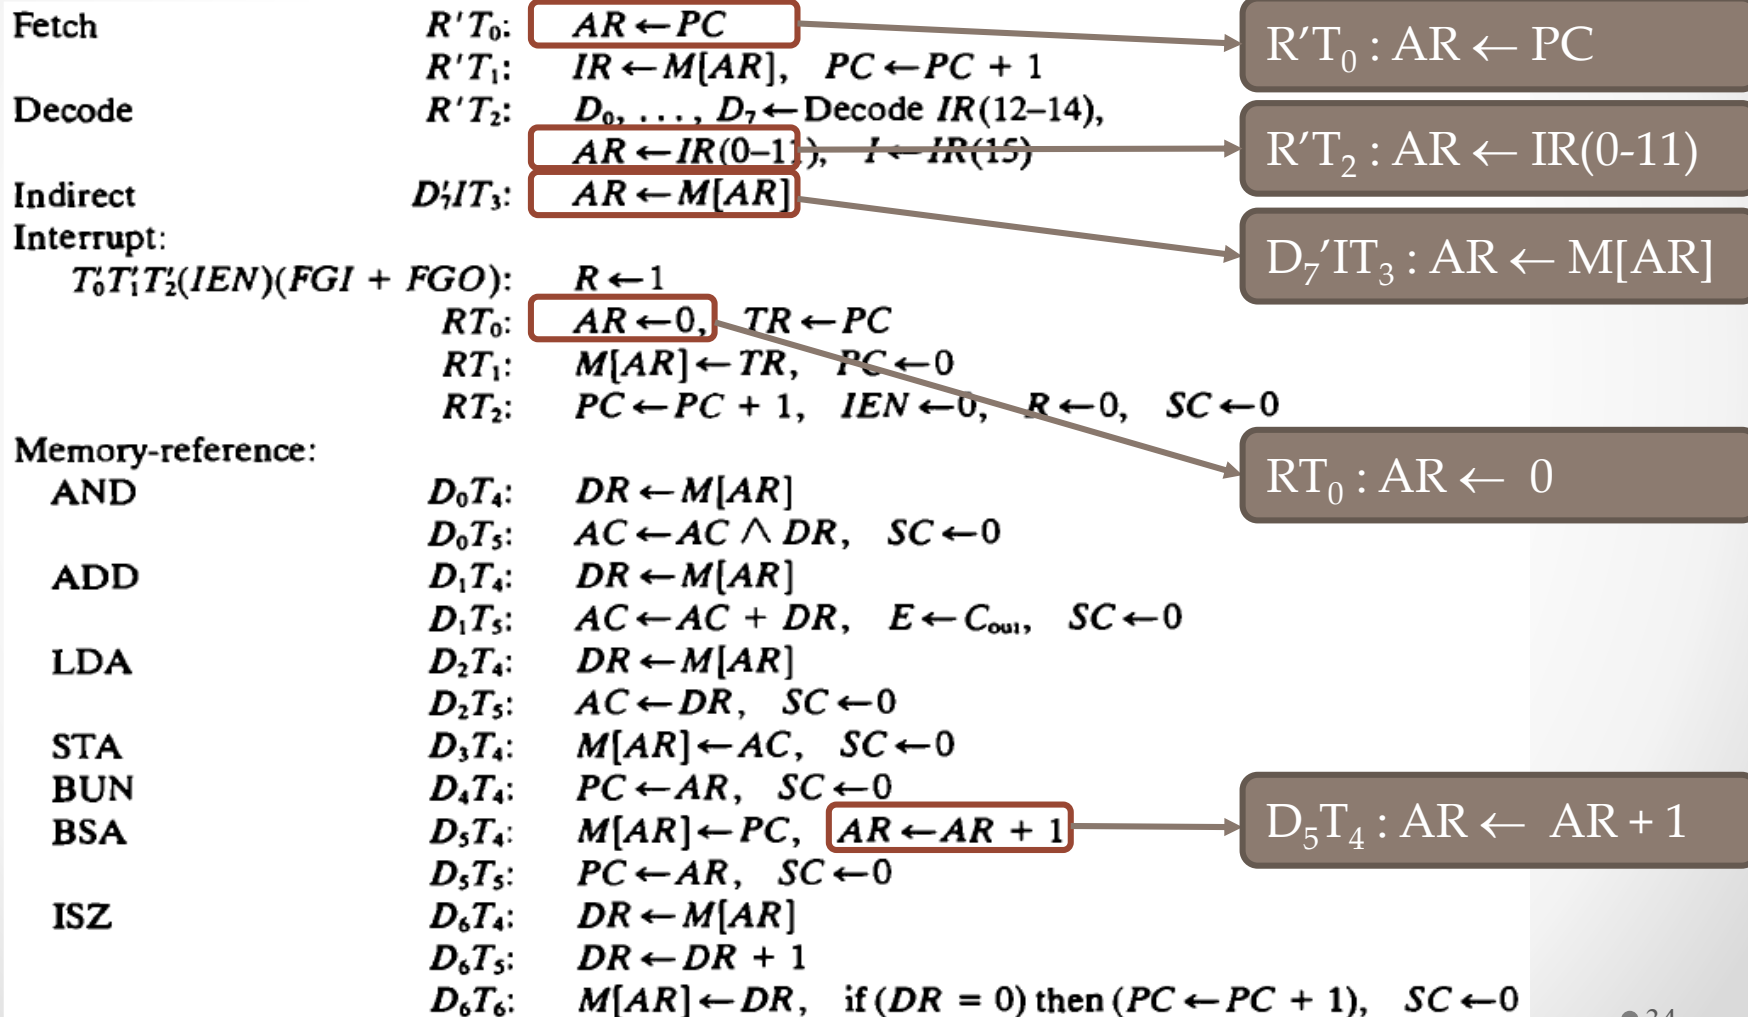 Fetch R'T₀: AR ← PC
R'T₁: IR ← M[AR], PC ← PC + 1
Decode R'T₂: D₀, . . . , D₇ ← Decode IR(12–14),
AR ← IR(0–11), I ← IR(15)
Indirect D₇'IT₃: AR ← M[AR]
Interrupt:
T₀'T₁'T₂'(IEN)(FGI + FGO): R ← 1
RT₀: AR ← 0, TR ← PC
RT₁: M[AR] ← TR, PC ← 0
RT₂: PC ← PC + 1, IEN ← 0, R ← 0, SC ← 0
Memory-reference:
AND D₀T₄: DR ← M[AR]
D₀T₅: AC ← AC ∧ DR, SC ← 0
ADD D₁T₄: DR ← M[AR]
D₁T₅: AC ← AC + DR, E ← Cout, SC ← 0
LDA D₂T₄: DR ← M[AR]
D₂T₅: AC ← DR, SC ← 0
STA D₃T₄: M[AR] ← AC, SC ← 0
BUN D₄T₄: PC ← AR, SC ← 0
BSA D₅T₄: M[AR] ← PC, AR ← AR + 1
D₅T₅: PC ← AR, SC ← 0
ISZ D₆T₄: DR ← M[AR]
D₆T₅: DR ← DR + 1
D₆T₆: M[AR] ← DR, if (DR = 0) then (PC ← PC + 1), SC ← 0
R'T₀ : AR ← PC
R'T₂ : AR ← IR(0-11)
D₇'IT₃ : AR ← M[AR]
RT₀ : AR ← 0
D₅T₄ : AR ← AR + 1